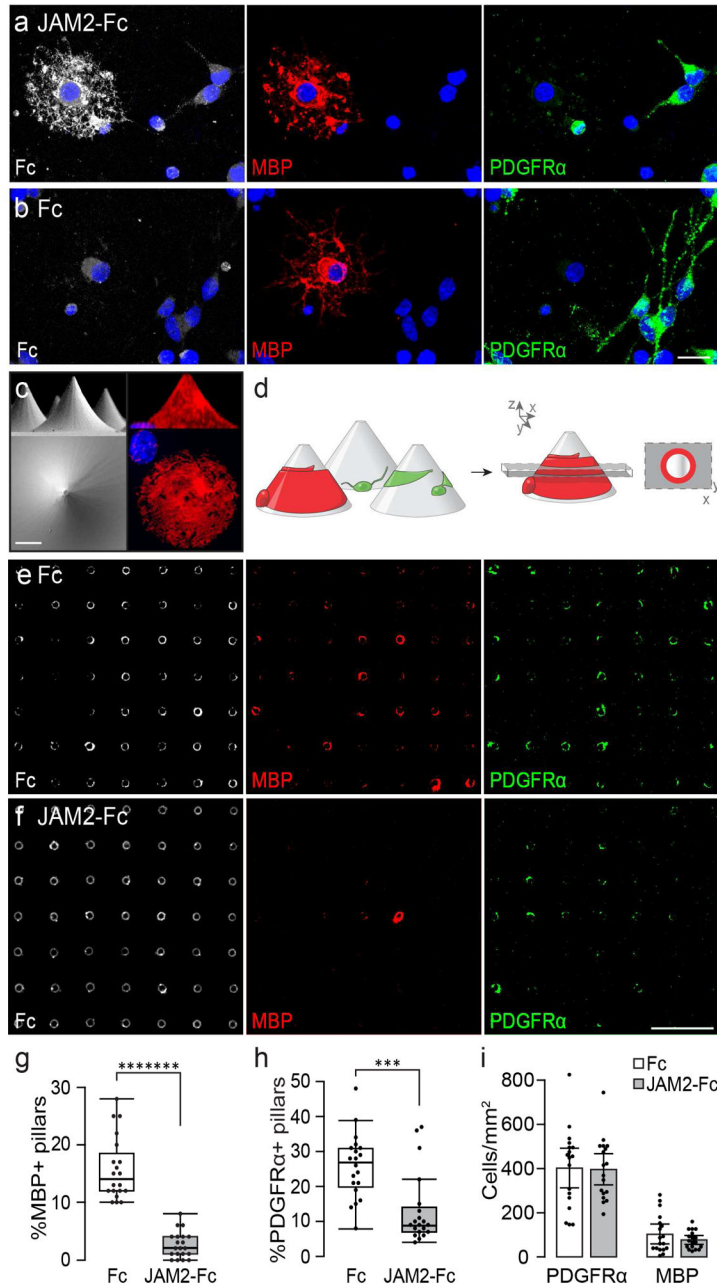 a JAM2-Fc
Fc
MBP
PDGFRα
b Fc
Fc
MBP
PDGFRα
c
d
z
x
y
x
y
e Fc
Fc
MBP
PDGFRα
f JAM2-Fc
Fc
MBP
PDGFRα
g
*******
30
20
10
0
%MBP+ pillars
Fc JAM2-Fc
h
***
50
40
30
20
10
0
%PDGFRα+ pillars
Fc JAM2-Fc
i
Fc
JAM2-Fc
800
600
400
200
0
Cells/mm²
PDGFRα MBP